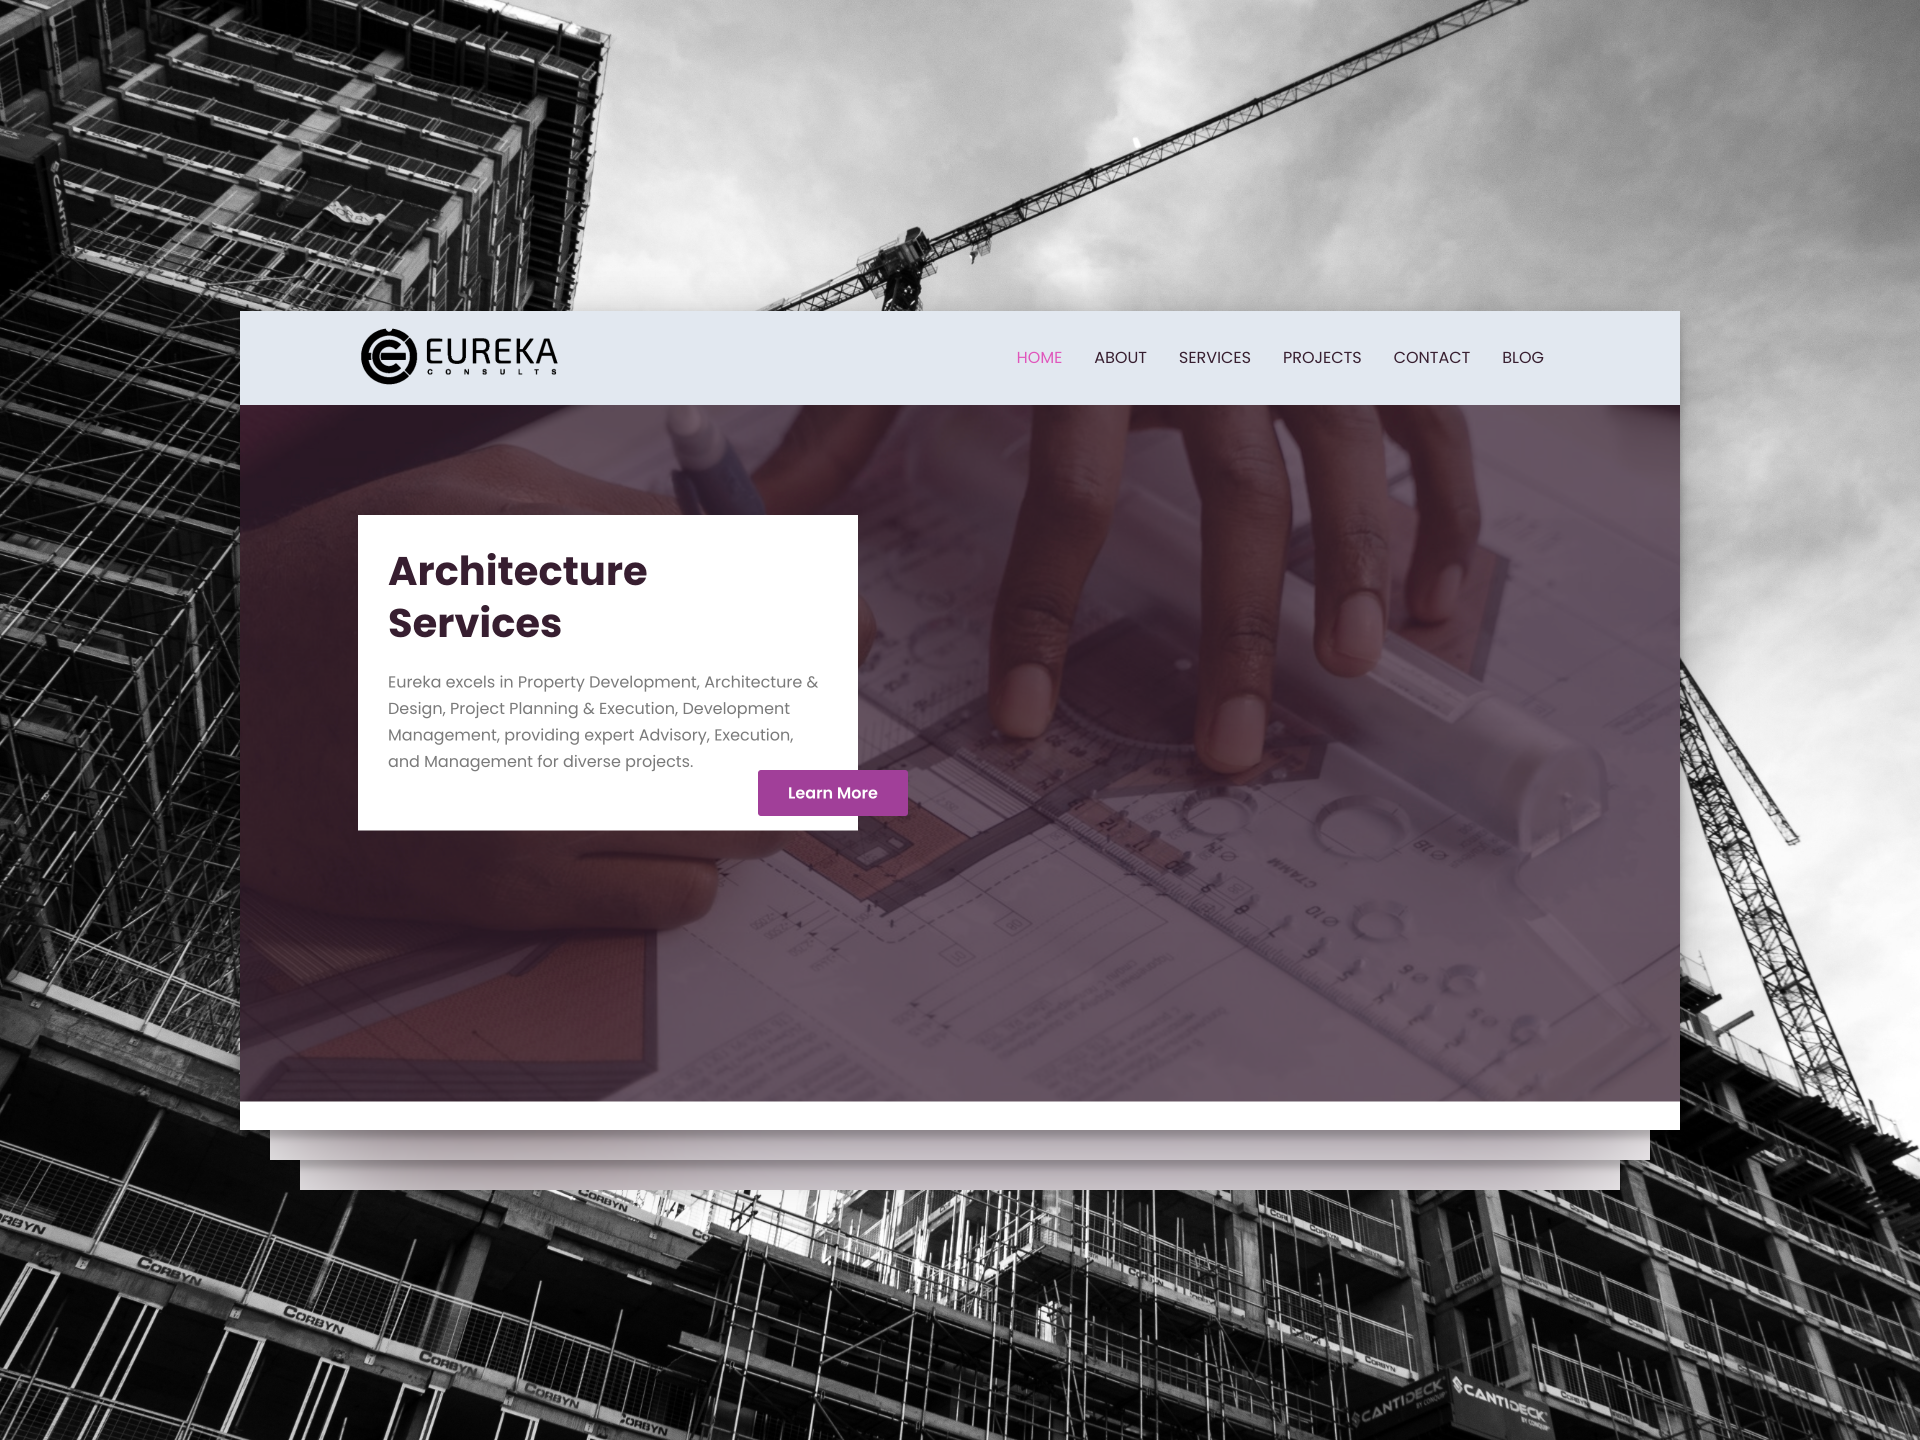 EUREKA
CONSULTS
HOME ABOUT SERVICES PROJECTS CONTACT BLOG
Architecture
Services
Eureka excels in Property Development, Architecture &
Design, Project Planning & Execution, Development
Management, providing expert Advisory, Execution,
and Management for diverse projects.
Learn More
CORBYN
CORBYN
CORBYN
CORBYN
CORBYN
CORBYN
CORBYN
CANTIDECK
CANTIDECK